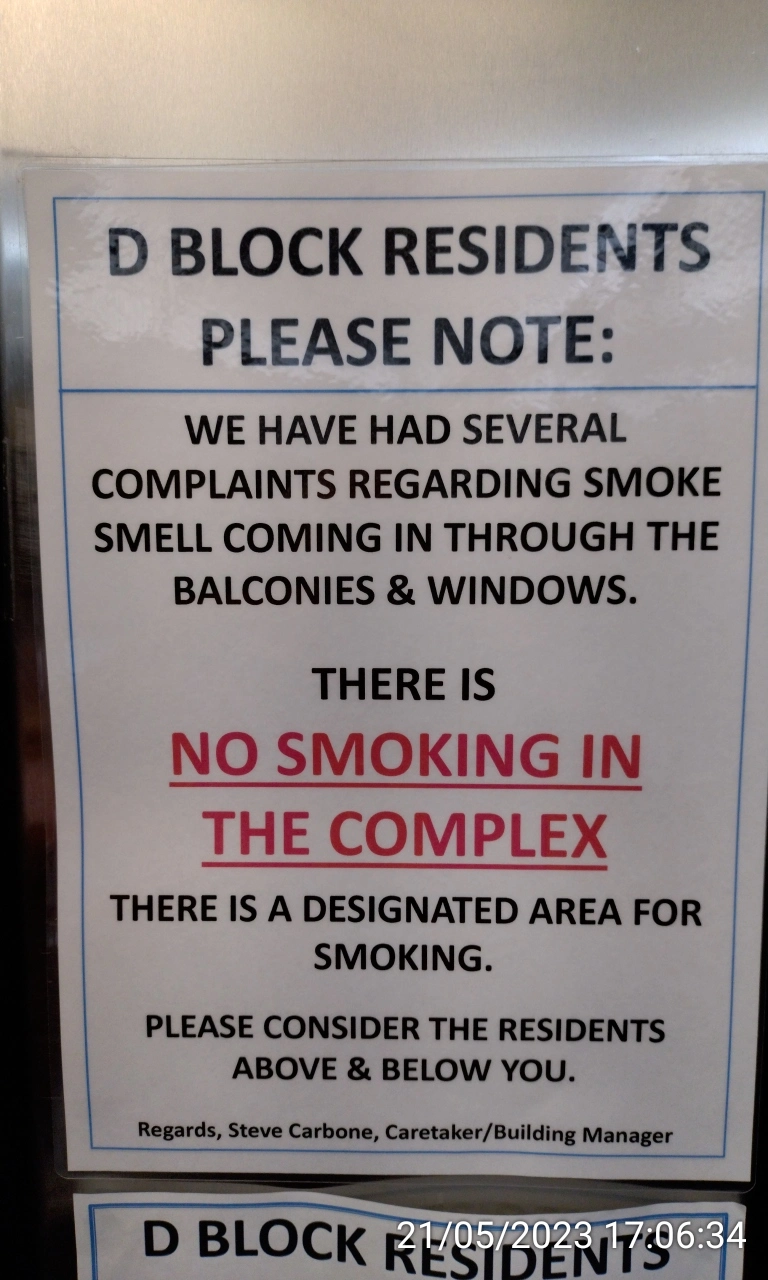 D BLOCK RESIDENTS
PLEASE NOTE:
WE HAVE HAD SEVERAL
COMPLAINTS REGARDING SMOKE
SMELL COMING IN THROUGH THE
BALCONIES & WINDOWS.
THERE IS
NO SMOKING IN
THE COMPLEX
THERE IS A DESIGNATED AREA FOR
SMOKING.
PLEASE CONSIDER THE RESIDENTS
ABOVE & BELOW YOU.
Regards, Steve Carbone, Caretaker/Building Manager
D BLOCK RESIDENTS
21/05/2023 17:06:34